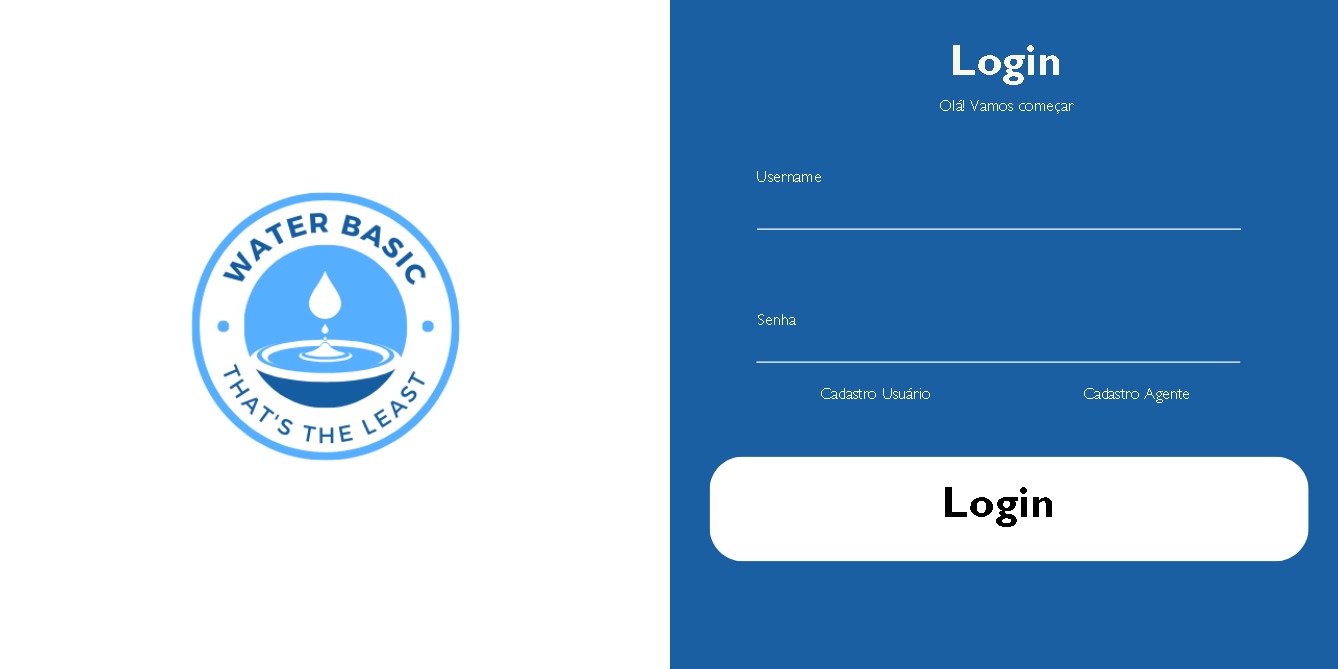 WATER BASIC
THAT'S THE LEAST
Login
Olá! Vamos começar
Username
Senha
Cadastro Usuário
Cadastro Agente
Login